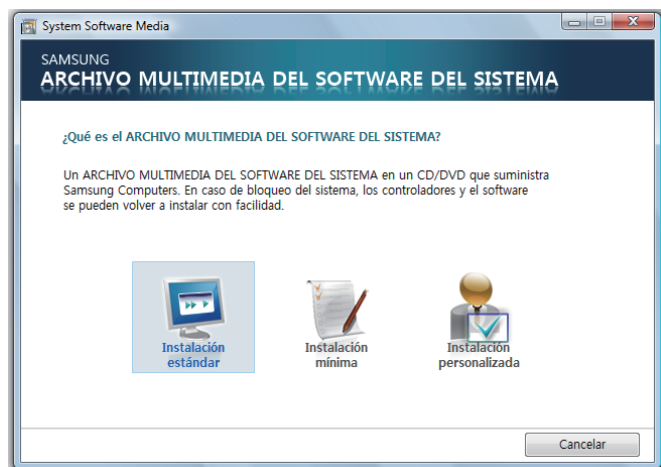 System Software Media
SAMSUNG
ARCHIVO MULTIMEDIA DEL SOFTWARE DEL SISTEMA
¿Qué es el ARCHIVO MULTIMEDIA DEL SOFTWARE DEL SISTEMA?
Un ARCHIVO MULTIMEDIA DEL SOFTWARE DEL SISTEMA en un CD/DVD que suministra
Samsung Computers. En caso de bloqueo del sistema, los controladores y el software
se pueden volver a instalar con facilidad.
Instalación
estándar
Instalación
mínima
Instalación
personalizada
Cancelar